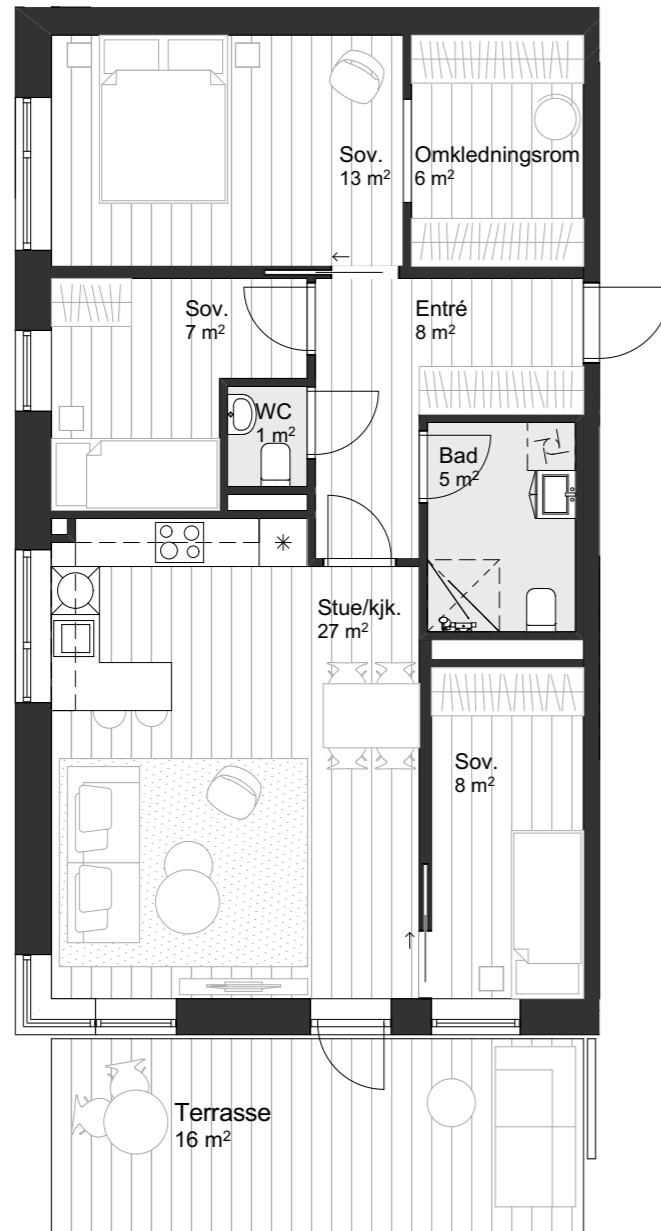 Sov.
13 m²
Omkledningsrom
6 m²
Sov.
7 m²
Entré
8 m²
WC
1 m²
Bad
5 m²
Stue/kjk.
27 m²
Sov.
8 m²
Terrasse
16 m²